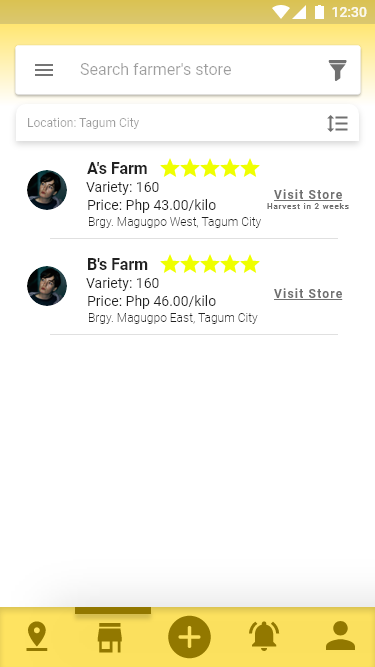 12:30
Search farmer's store
Location: Tagum City
A's Farm
Variety: 160
Price: Php 43.00/kilo
Brgy. Magugpo West, Tagum City
Visit Store
Harvest in 2 weeks
B's Farm
Variety: 160
Price: Php 46.00/kilo
Brgy. Magugpo East, Tagum City
Visit Store